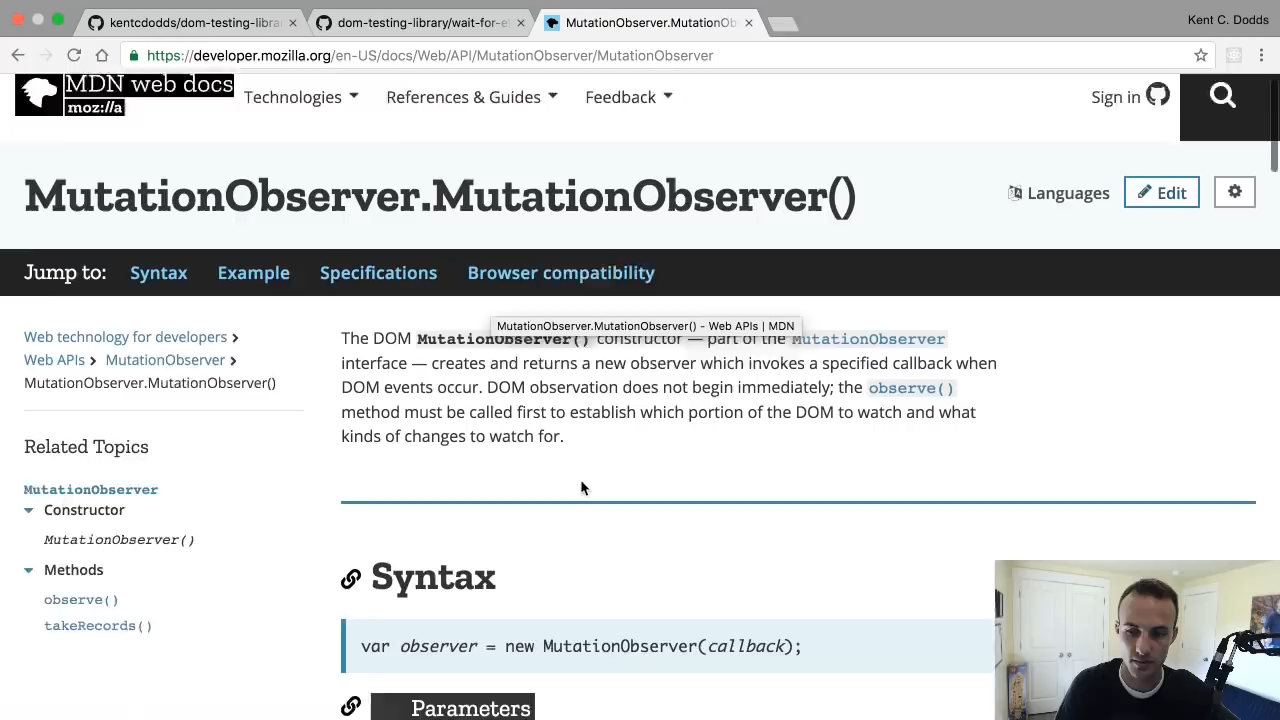 kentcdodds/dom-testing-libra
dom-testing-library/wait-for-el
MutationObserver.MutationObs
Kent C. Dodds
https://developer.mozilla.org/en-US/docs/Web/API/MutationObserver/MutationObserver
MDN web docs
moz://a
Technologies
References & Guides
Feedback
Sign in
MutationObserver.MutationObserver()
Languages
Edit
Jump to:
Syntax
Example
Specifications
Browser compatibility
MutationObserver.MutationObserver() - Web APIs | MDN
Web technology for developers
Web APIs
MutationObserver
MutationObserver.MutationObserver()
The DOM MutationObserver() constructor — part of the MutationObserver
interface — creates and returns a new observer which invokes a specified callback when
DOM events occur. DOM observation does not begin immediately; the observe()
method must be called first to establish which portion of the DOM to watch and what
kinds of changes to watch for.
Related Topics
MutationObserver
Constructor
MutationObserver()
Methods
observe()
takeRecords()
Syntax
var observer = new MutationObserver(callback);
Parameters